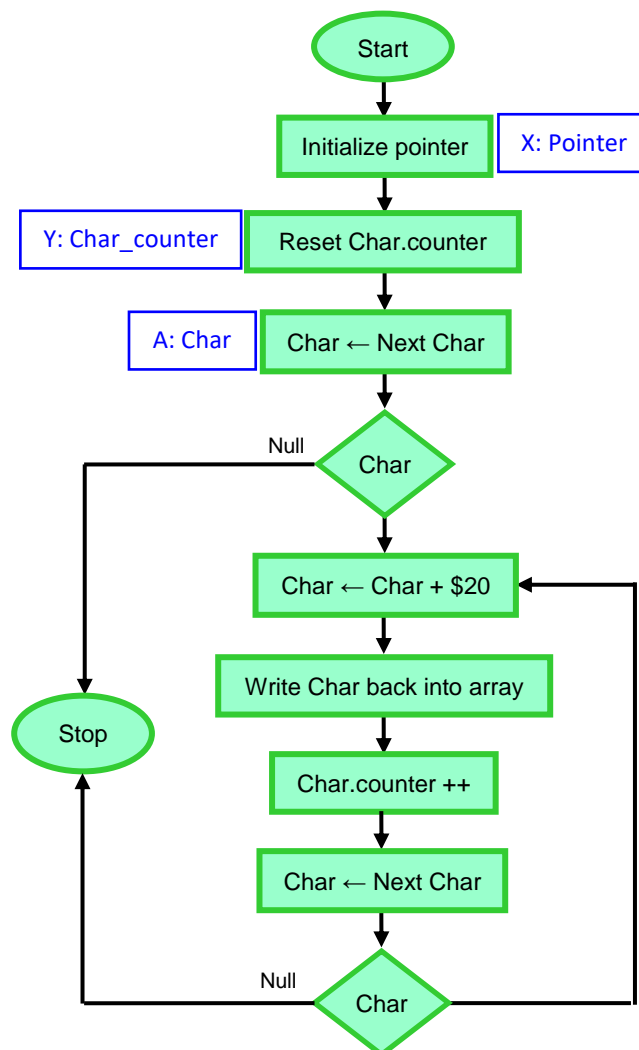 Start
Initialize pointer
X: Pointer
Y: Char_counter
Reset Char.counter
A: Char
Char ← Next Char
Null
Char
Char ← Char + $20
Write Char back into array
Stop
Char.counter ++
Char ← Next Char
Null
Char